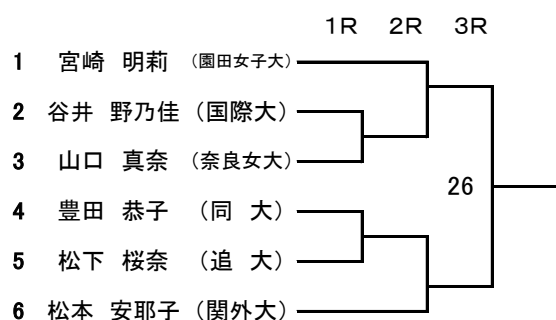 1R 2R 3R
1 宮崎 明莉 (園田女子大)
2 谷井 野乃佳 (国際大)
3 山口 真奈 (奈良女大)
26
4 豊田 恭子 (同 大)
5 松下 桜奈 (追 大)
6 松本 安耶子 (関外大)